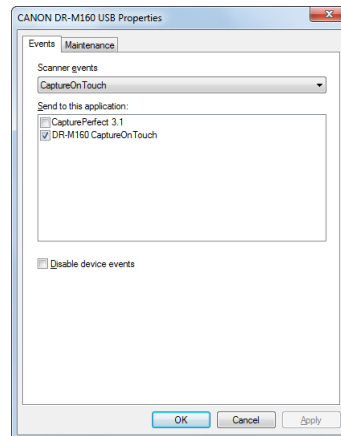 CANON DR-M160 USB Properties
Events Maintenance
Scanner events
CaptureOnTouch
Send to this application:
CapturePerfect 3.1
DR-M160 CaptureOnTouch
Disable device events
OK Cancel Apply